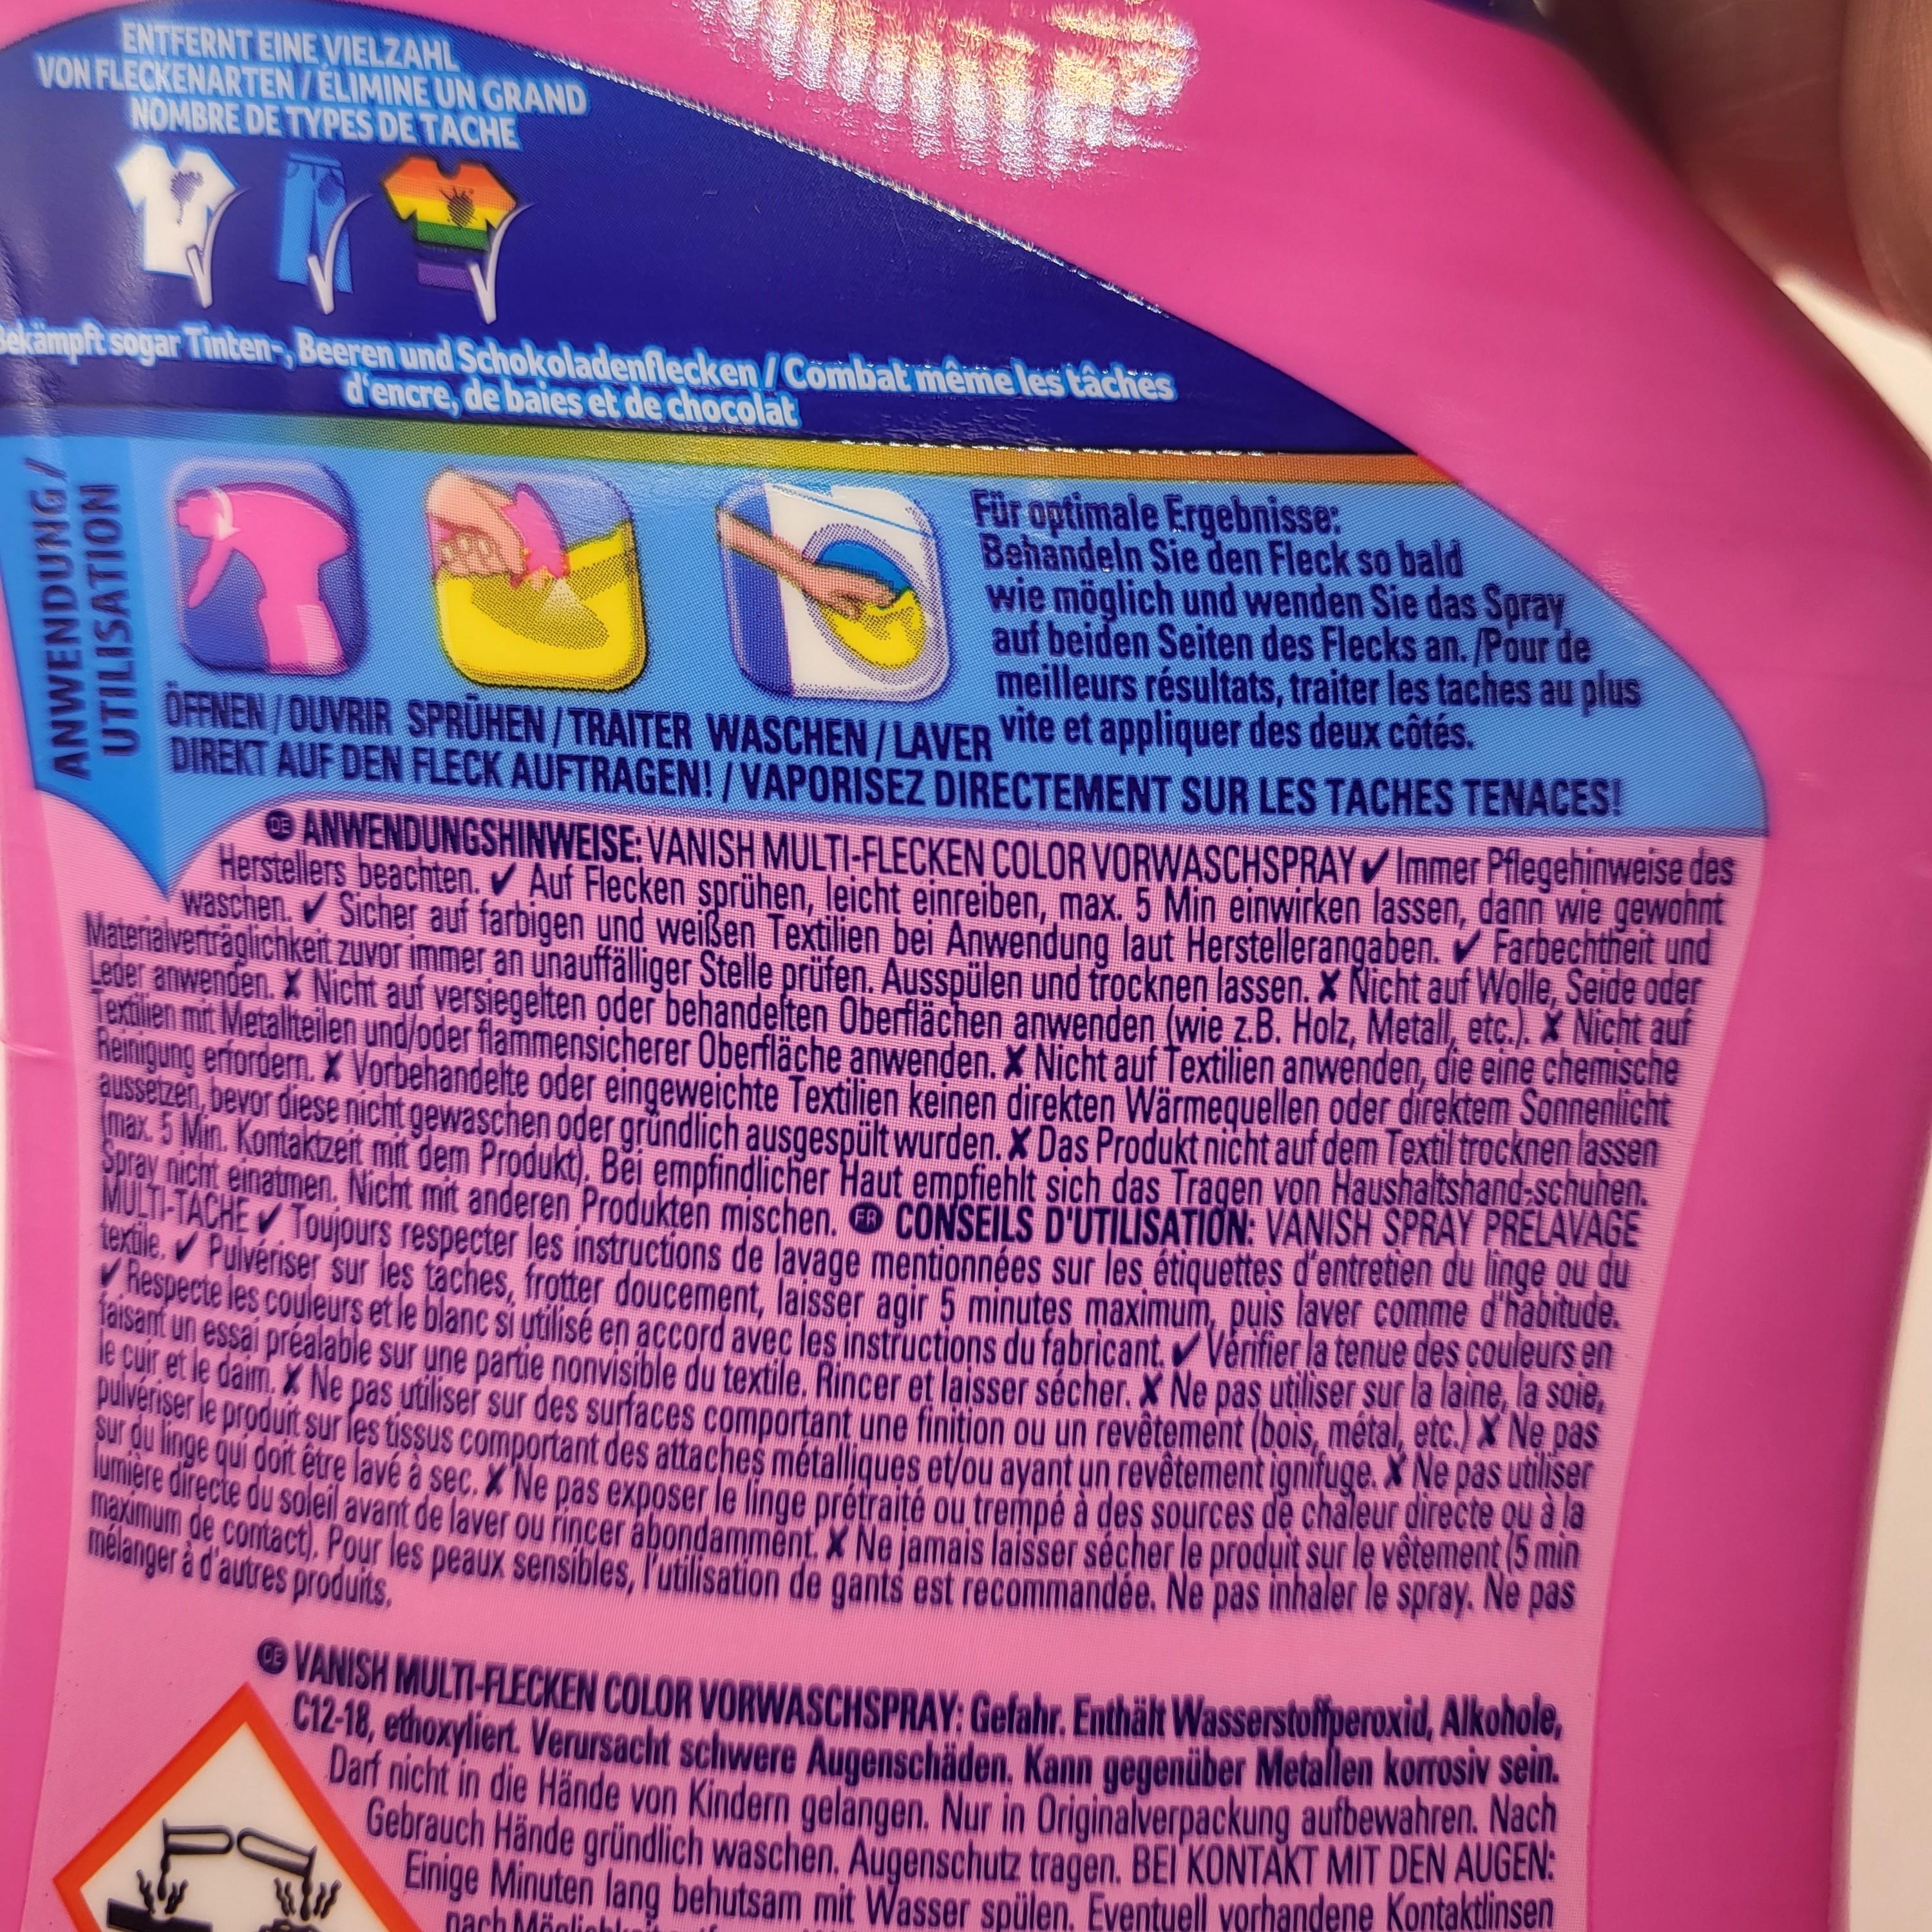 ENTFERNT EINE VIELZAHL
VON FLECKENARTEN / ÉLIMINE UN GRAND
NOMBRE DE TYPES DE TACHE
Bekämpft sogar Tinten-, Beeren und Schokoladenflecken / Combat même les tâches
d'encre, de baies et de chocolat
ANWENDUNG /
UTILISATION
Für optimale Ergebnisse:
Behandeln Sie den Fleck so bald
wie möglich und wenden Sie das Spray
auf beiden Seiten des Flecks an. /Pour de
meilleurs résultats, traiter les taches au plus
vite et appliquer des deux côtés.
ÖFFNEN / OUVRIR SPRÜHEN / TRAITER WASCHEN / LAVER
DIREKT AUF DEN FLECK AUFTRAGEN! / VAPORISEZ DIRECTEMENT SUR LES TACHES TENACES!
DE ANWENDUNGSHINWEISE: VANISH MULTI-FLECKEN COLOR VORWASCHSPRAY ✔ Immer Pflegehinweise des
Herstellers beachten. ✔ Auf Flecken sprühen, leicht einreiben, max. 5 Min einwirken lassen, dann wie gewohnt
waschen. ✔ Sicher auf farbigen und weißen Textilien bei Anwendung laut Herstellerangaben. ✔ Farbechtheit und
Materialverträglichkeit zuvor immer an unauffälliger Stelle prüfen. Ausspülen und trocknen lassen. ✘ Nicht auf Wolle, Seide oder
Leder anwenden. ✘ Nicht auf versiegelten oder behandelten Oberflächen anwenden (wie z.B. Holz, Metall, etc.). ✘ Nicht auf
Textilien mit Metallteilen und/oder flammensicherer Oberfläche anwenden. ✘ Nicht auf Textilien anwenden, die eine chemische
Reinigung erfordern. ✘ Vorbehandelte oder eingeweichte Textilien keinen direkten Wärmequellen oder direktem Sonnenlicht
aussetzen, bevor diese nicht gewaschen oder gründlich ausgespült wurden. ✘ Das Produkt nicht auf dem Textil trocknen lassen
(max. 5 Min. Kontaktzeit mit dem Produkt). Bei empfindlicher Haut empfiehlt sich das Tragen von Haushaltshand-schuhen.
Spray nicht einatmen. Nicht mit anderen Produkten mischen. FR CONSEILS D'UTILISATION: VANISH SPRAY PRELAVAGE
MULTI-TACHE ✔ Toujours respecter les instructions de lavage mentionnées sur les étiquettes d'entretien du linge ou du
textile. ✔ Pulvériser sur les taches, frotter doucement, laisser agir 5 minutes maximum, puis laver comme d'habitude.
✔ Respecte les couleurs et le blanc si utilisé en accord avec les instructions du fabricant. ✔ Vérifier la tenue des couleurs en
faisant un essai préalable sur une partie nonvisible du textile. Rincer et laisser sécher. ✘ Ne pas utiliser sur la laine, la soie,
le cuir et le daim. ✘ Ne pas utiliser sur des surfaces comportant une finition ou un revêtement (bois, métal, etc.) ✘ Ne pas
pulvériser le produit sur les tissus comportant des attaches métalliques et/ou ayant un revêtement ignifuge. ✘ Ne pas utiliser
sur du linge qui doit être lavé à sec. ✘ Ne pas exposer le linge prétraité ou trempé à des sources de chaleur directe ou à la
lumière directe du soleil avant de laver ou rincer abondamment. ✘ Ne jamais laisser sécher le produit sur le vêtement (5 min
maximum de contact). Pour les peaux sensibles, l'utilisation de gants est recommandée. Ne pas inhaler le spray. Ne pas
mélanger à d'autres produits.
DE VANISH MULTI-FLECKEN COLOR VORWASCHSPRAY: Gefahr. Enthält Wasserstoffperoxid, Alkohole,
C12-18, ethoxyliert. Verursacht schwere Augenschäden. Kann gegenüber Metallen korrosiv sein.
Darf nicht in die Hände von Kindern gelangen. Nur in Originalverpackung aufbewahren. Nach
Gebrauch Hände gründlich waschen. Augenschutz tragen. BEI KONTAKT MIT DEN AUGEN:
Einige Minuten lang behutsam mit Wasser spülen. Eventuell vorhandene Kontaktlinsen
nach